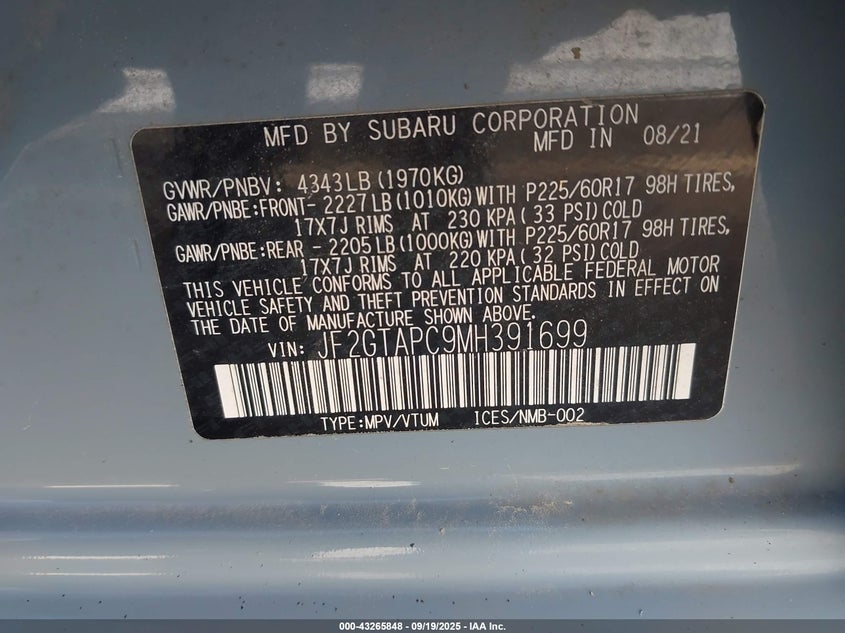 MFD BY SUBARU CORPORATION
MFD IN 08/21
GVWR/PNBV: 4343LB (1970KG)
GAWR/PNBE:FRONT- 2227LB (1010KG) WITH P225/60R17 98H TIRES,
17X7J RIMS AT 230 KPA ( 33 PSI) COLD
GAWR/PNBE:REAR - 2205LB (1000KG) WITH P225/60R17 98H TIRES,
17X7J RIMS AT 220 KPA ( 32 PSI) COLD
THIS VEHICLE CONFORMS TO ALL APPLICABLE FEDERAL MOTOR
VEHICLE SAFETY AND THEFT PREVENTION STANDARDS IN EFFECT ON
THE DATE OF MANUFACTURE SHOWN ABOVE.
VIN: JF2GTAPC9MH391699
TYPE:MPV/VTUM ICES/NMB-002
000-43265848 - 09/19/2025 - IAA Inc.